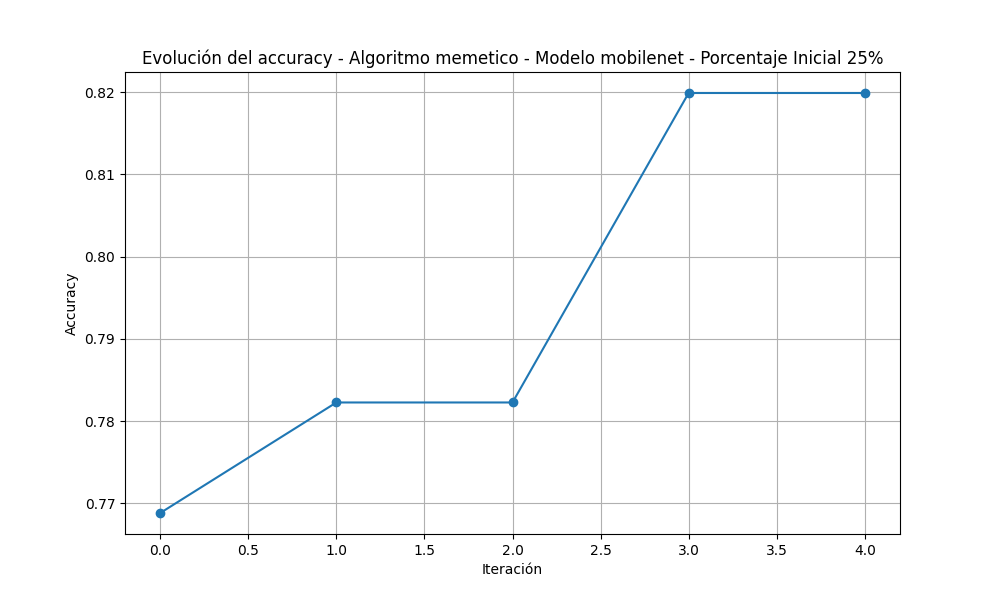 Evolución del accuracy - Algoritmo memetico - Modelo mobilenet - Porcentaje Inicial 25%
0.82
0.81
0.80
0.79
0.78
0.77
Accuracy
0.0 0.5 1.0 1.5 2.0 2.5 3.0 3.5 4.0
Iteración